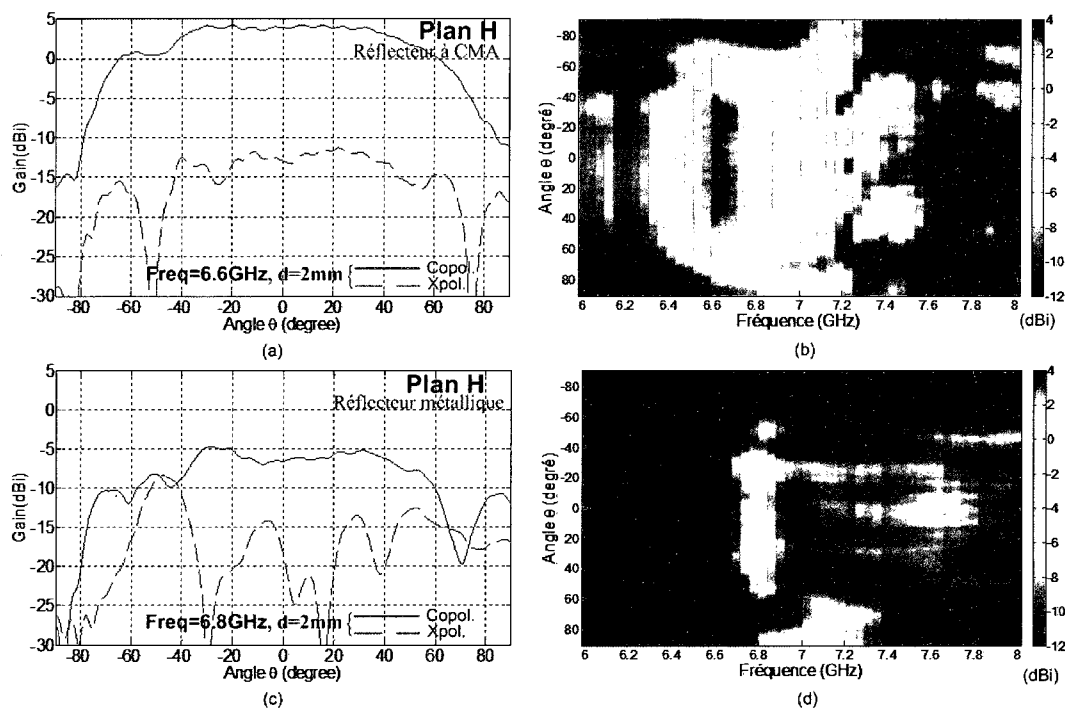 Plan H
Réflecteur à CMA
Gain (dBi)
5
0
-5
-10
-15
-20
-25
-30
Freq=6.6GHz, d=2mm
Copol.
Xpol.
-80 -60 -40 -20 0 20 40 60 80
Angle θ (degree)
(a)
Angle θ (degré)
-80
-60
-40
-20
0
20
40
60
80
6 6.2 6.4 6.6 6.8 7 7.2 7.4 7.6 7.8 8
Fréquence (GHz)
4
2
0
-2
-4
-6
-8
-10
-12
(dBi)
(b)
Plan H
Réflecteur métallique
Gain (dBi)
5
0
-5
-10
-15
-20
-25
-30
Freq=6.8GHz, d=2mm
Copol.
Xpol.
-80 -60 -40 -20 0 20 40 60 80
Angle θ (degree)
(c)
Angle θ (degré)
-80
-60
-40
-20
0
20
40
60
80
6 6.2 6.4 6.6 6.8 7 7.2 7.4 7.6 7.8 8
Fréquence (GHz)
4
2
0
-2
-4
-6
-8
-10
-12
(dBi)
(d)